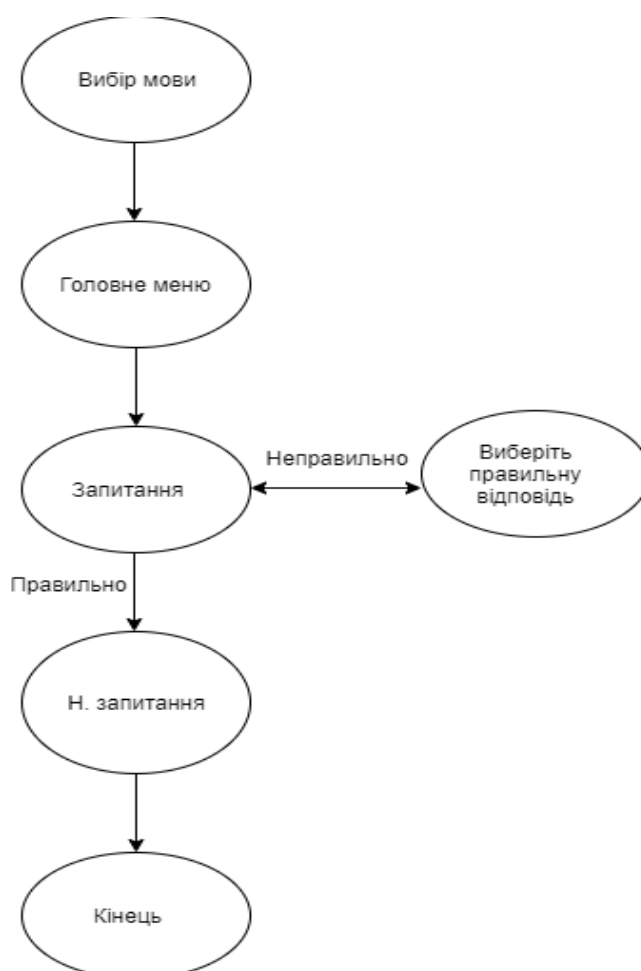 Вибір мови
Головне меню
Запитання
Неправильно
Виберіть
правильну
відповідь
Правильно
Н. запитання
Кінець